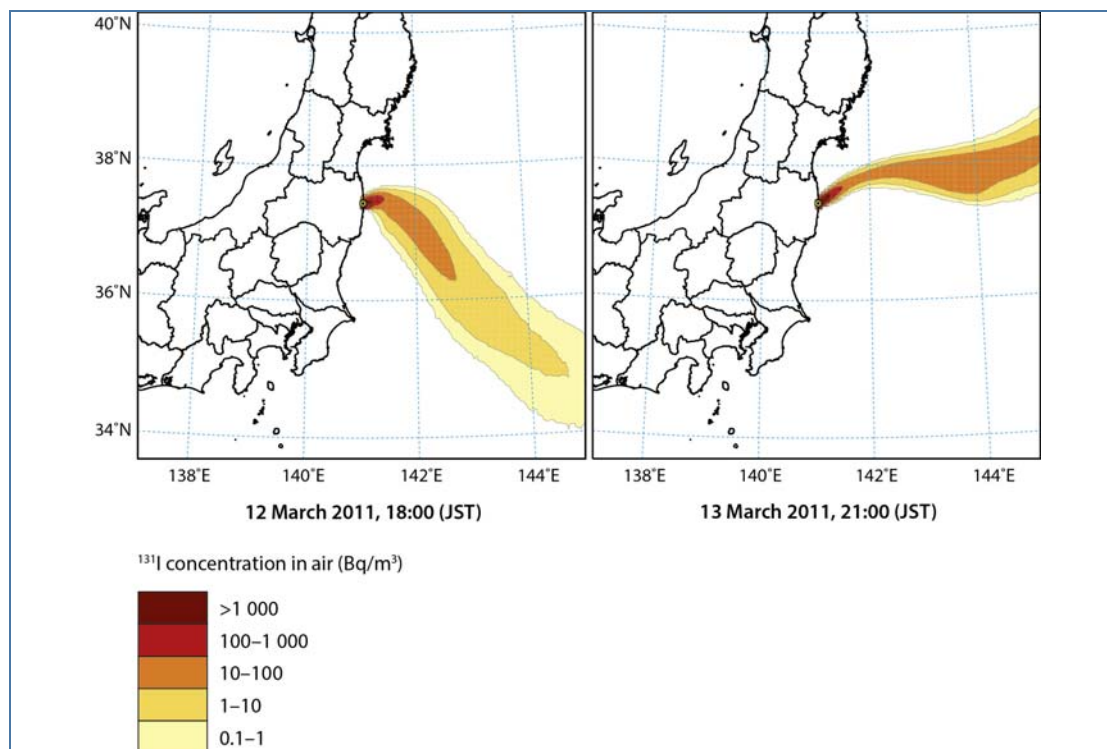 40°N
38°N
36°N
34°N
138°E 140°E 142°E 144°E 138°E 140°E 142°E 144°E
12 March 2011, 18:00 (JST) 13 March 2011, 21:00 (JST)
¹³¹I concentration in air (Bq/m³)
>1 000
100–1 000
10–100
1–10
0.1–1